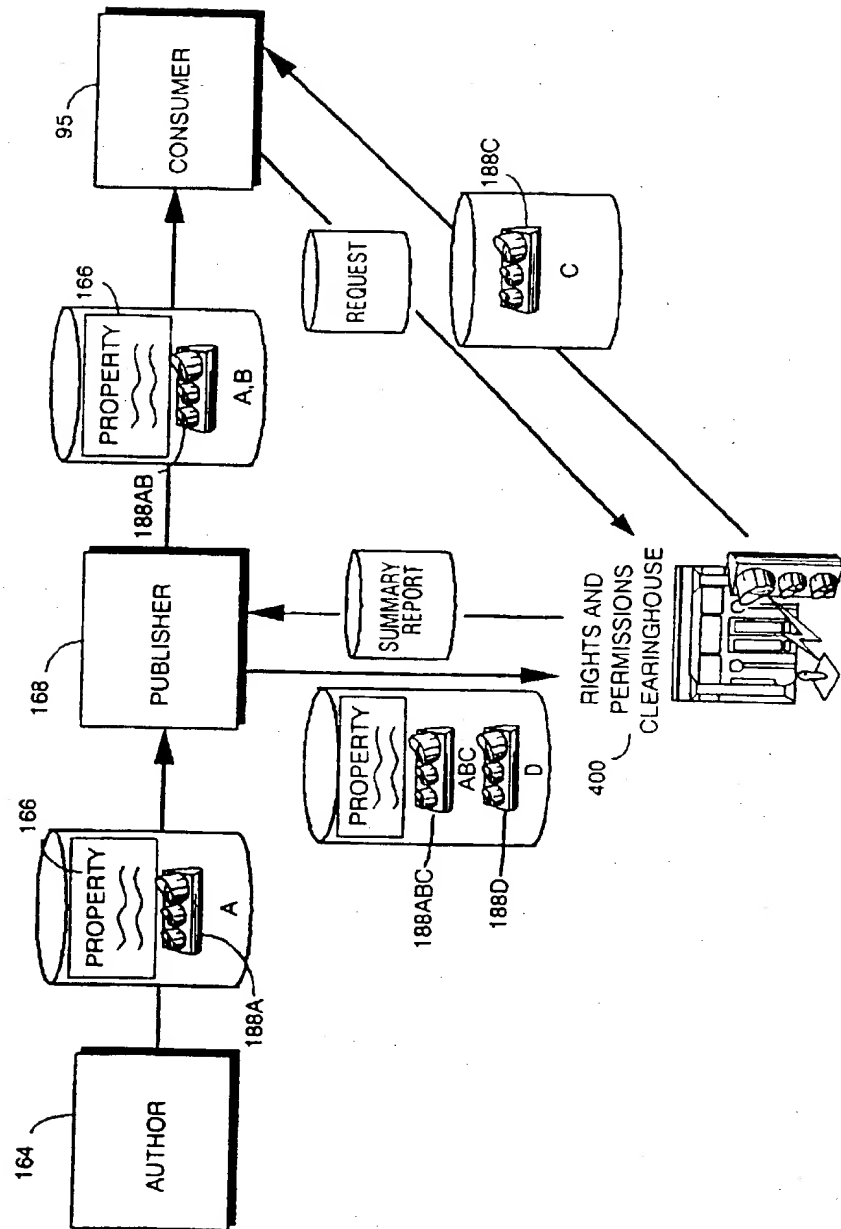 164
AUTHOR
166
PROPERTY
A
188A
168
PUBLISHER
166
PROPERTY
188AB
A,B
95
CONSUMER
PROPERTY
188ABC
ABC
188D
D
SUMMARY
REPORT
REQUEST
188C
C
400
RIGHTS AND
PERMISSIONS
CLEARINGHOUSE